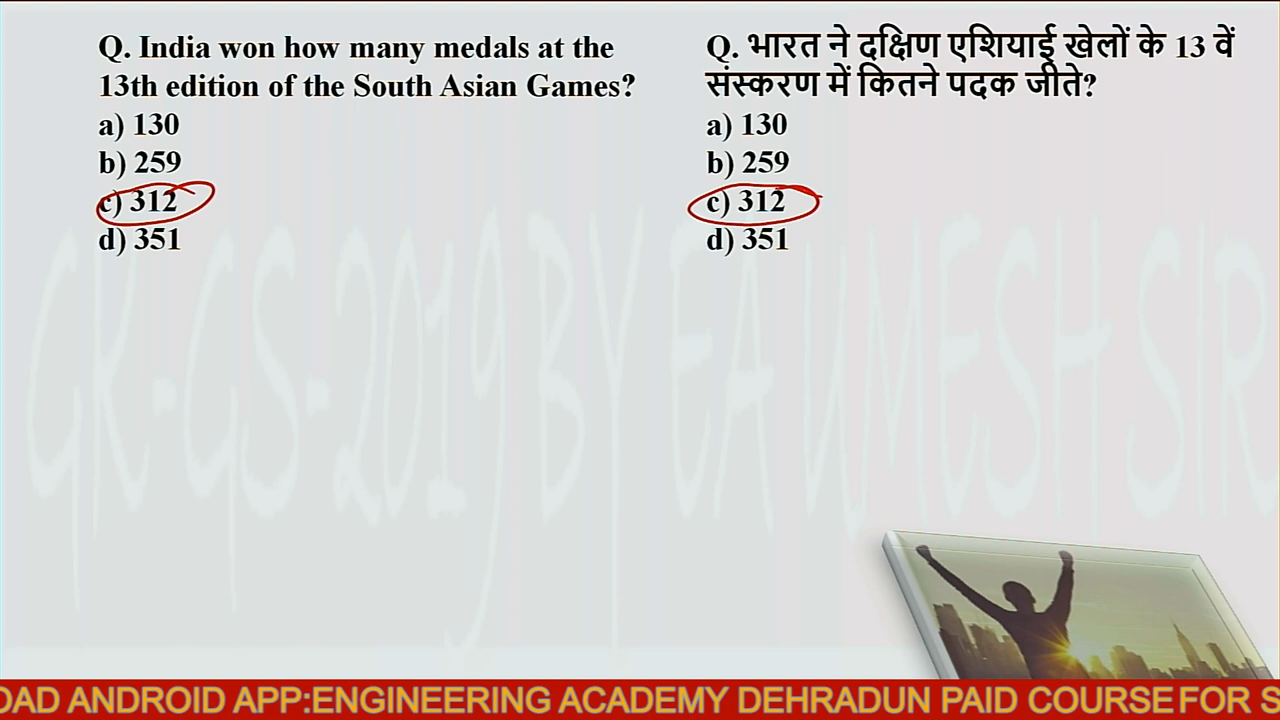 Q. India won how many medals at the
13th edition of the South Asian Games?
a) 130
b) 259
c) 312
d) 351
Q. भारत ने दक्षिण एशियाई खेलों के 13 वें
संस्करण में कितने पदक जीते?
a) 130
b) 259
c) 312
d) 351
GK-GS-2019 BY EA UMESH SIR
OAD ANDROID APP:ENGINEERING ACADEMY DEHRADUN PAID COURSE FOR S